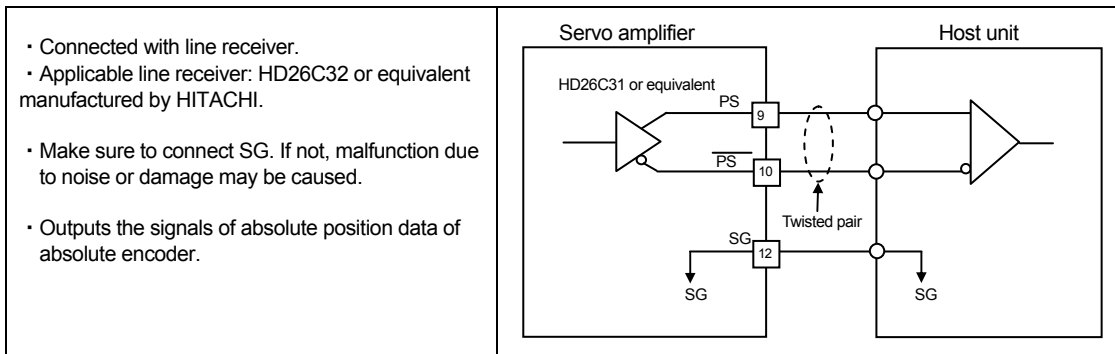 ・Connected with line receiver.
・Applicable line receiver: HD26C32 or equivalent
manufactured by HITACHI.
・Make sure to connect SG. If not, malfunction due
to noise or damage may be caused.
・Outputs the signals of absolute position data of
absolute encoder.
Servo amplifier
Host unit
HD26C31 or equivalent
PS
9
PS
10
Twisted pair
SG
12
SG
SG